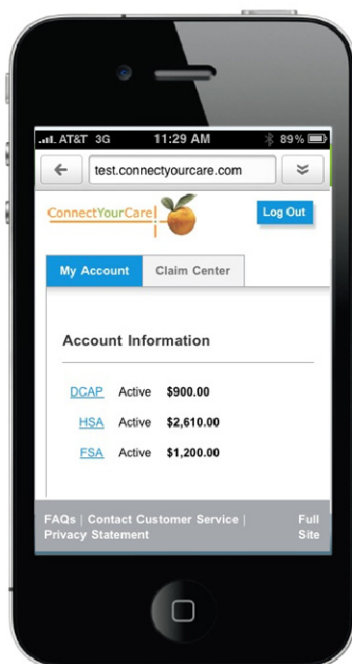 AT&T 3G 11:29 AM 89%
test.connectyourcare.com
ConnectYourCare
Log Out
My Account Claim Center
Account Information
DCAP Active $900.00
HSA Active $2,610.00
FSA Active $1,200.00
FAQs | Contact Customer Service | Full
Privacy Statement Site